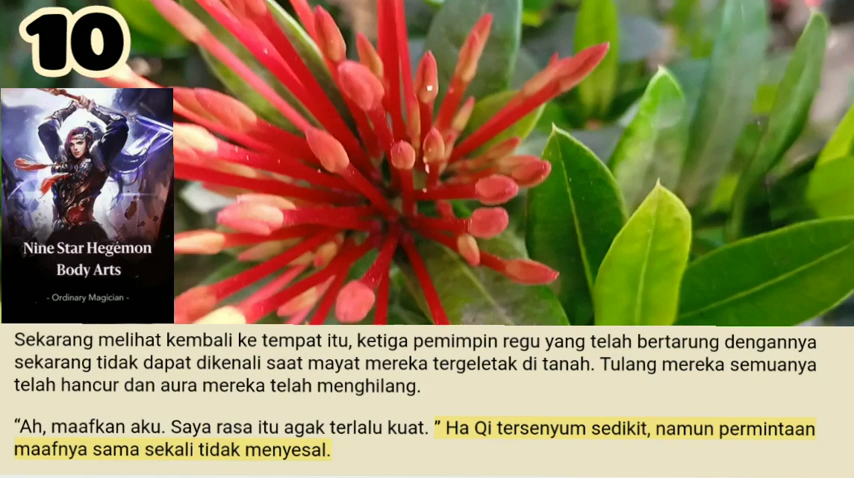 10
Nine Star Hegemon
Body Arts
- Ordinary Magician -
Sekarang melihat kembali ke tempat itu, ketiga pemimpin regu yang telah bertarung dengannya
sekarang tidak dapat dikenali saat mayat mereka tergeletak di tanah. Tulang mereka semuanya
telah hancur dan aura mereka telah menghilang.
“Ah, maafkan aku. Saya rasa itu agak terlalu kuat. ” Ha Qi tersenyum sedikit, namun permintaan
maafnya sama sekali tidak menyesal.